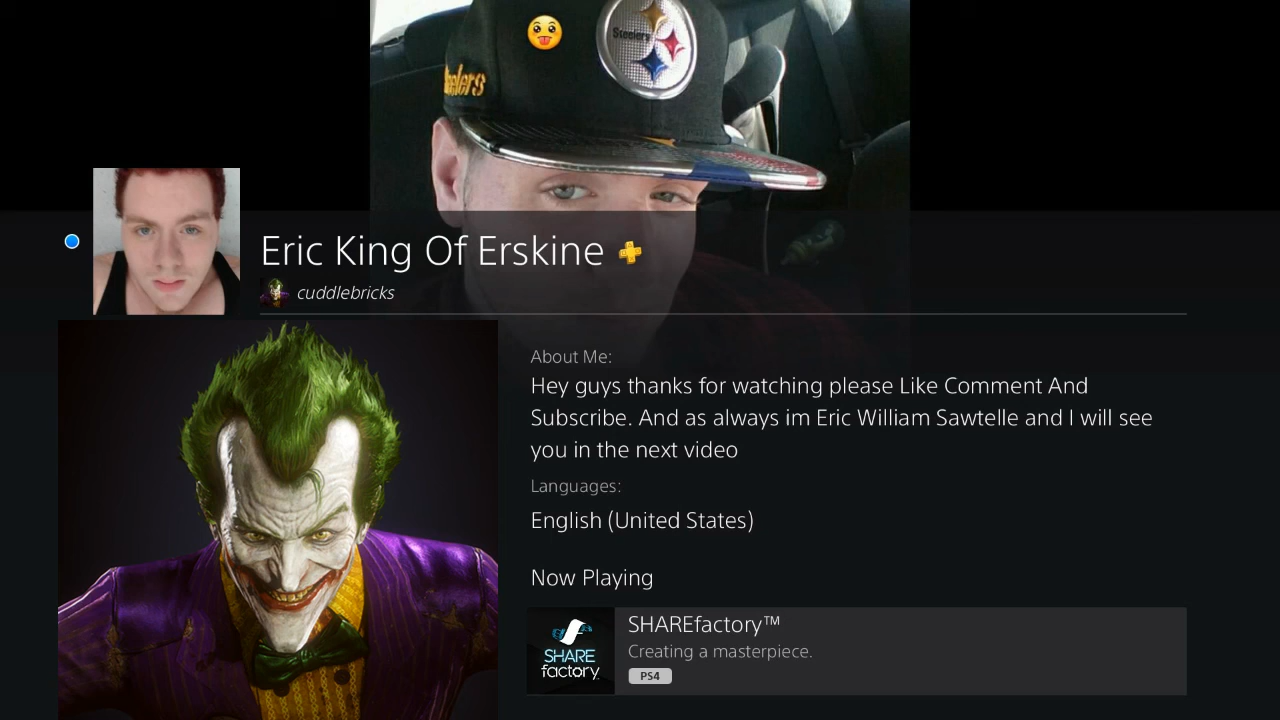 Steelers
eelers
Eric King Of Erskine
cuddlebricks
About Me:
Hey guys thanks for watching please Like Comment And
Subscribe. And as always im Eric William Sawtelle and I will see
you in the next video
Languages:
English (United States)
Now Playing
SHAREfactory™
Creating a masterpiece.
PS4
SHARE
factory